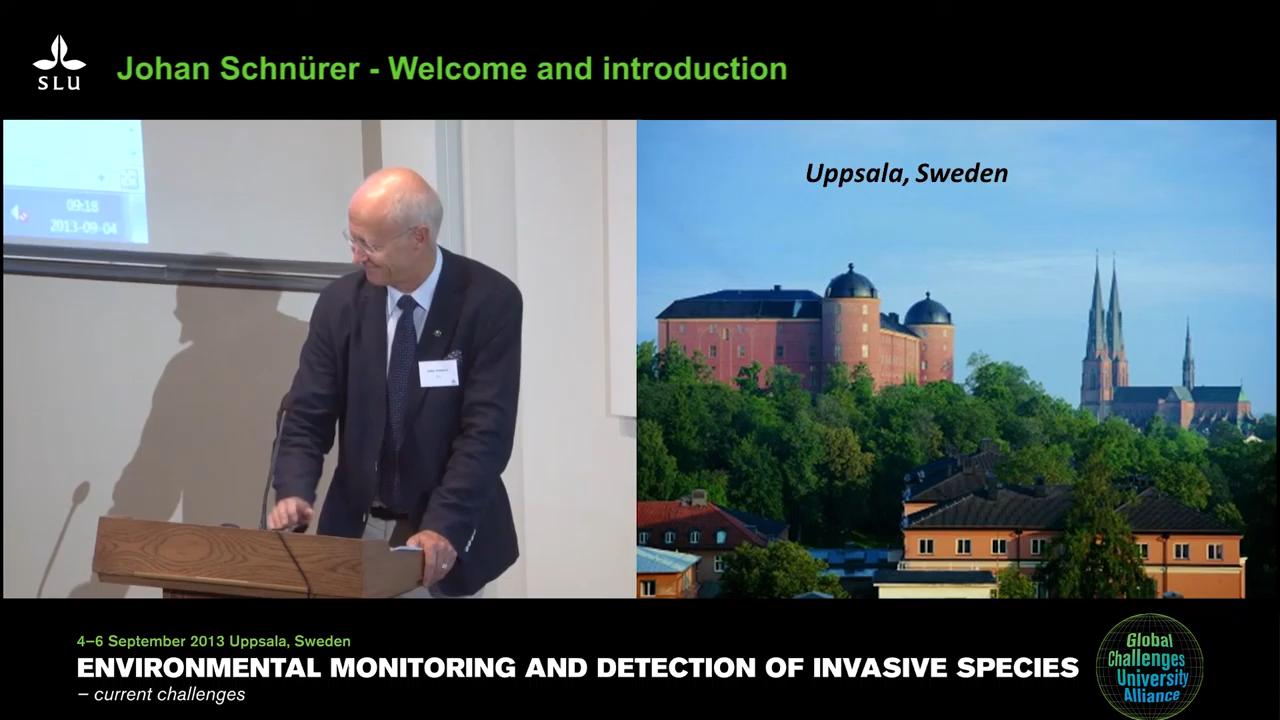 SLU
Johan Schnürer - Welcome and introduction
09:18
2013-09-04
Uppsala, Sweden
4–6 September 2013 Uppsala, Sweden
ENVIRONMENTAL MONITORING AND DETECTION OF INVASIVE SPECIES
– current challenges
Global
Challenges
University
Alliance